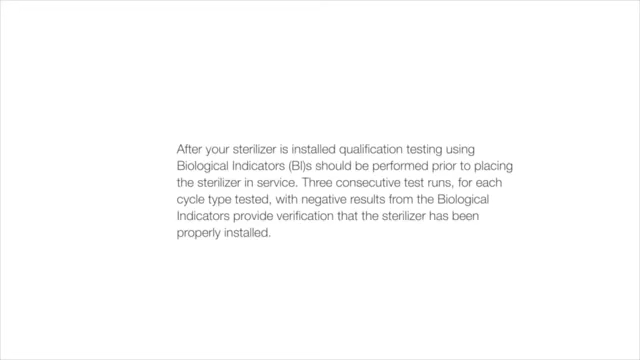 After your sterilizer is installed qualification testing using
Biological Indicators (BI)s should be performed prior to placing
the sterilizer in service. Three consecutive test runs, for each
cycle type tested, with negative results from the Biological
Indicators provide verification that the sterilizer has been
properly installed.